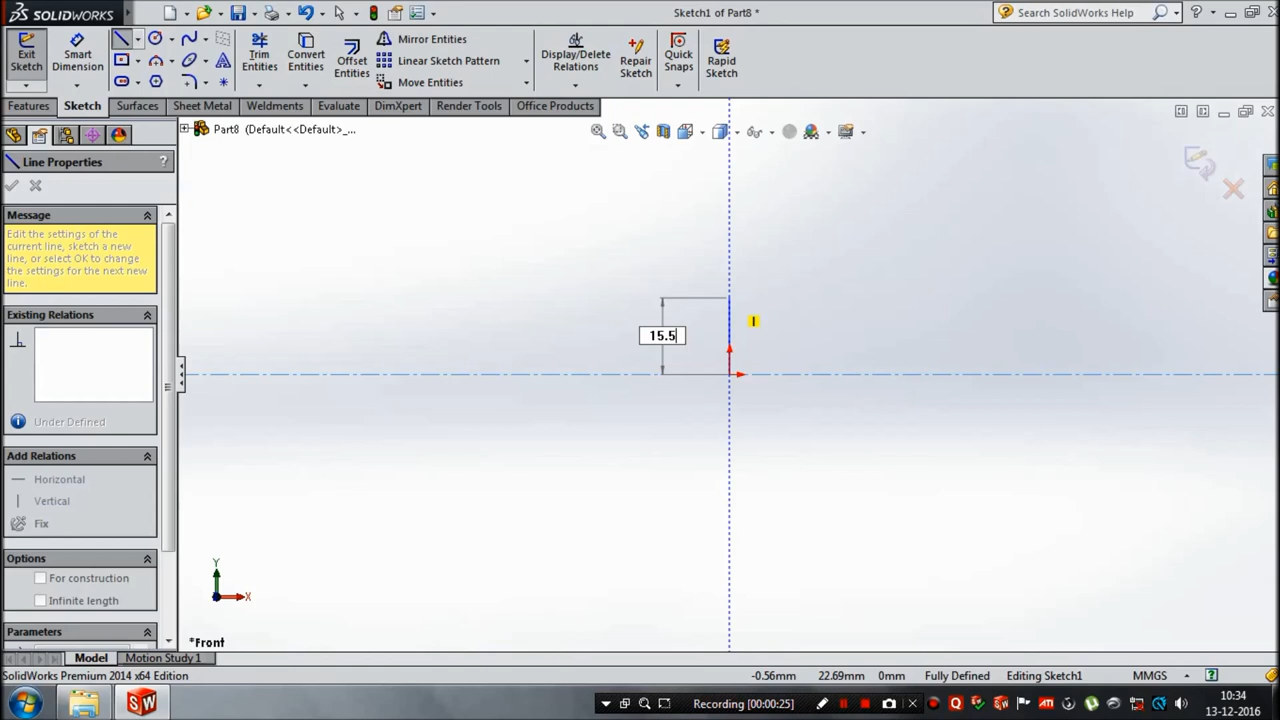 SOLIDWORKS
Sketch1 of Part8 *
Search SolidWorks Help
Exit Sketch
Smart Dimension
Trim Entities
Convert Entities
Offset Entities
Mirror Entities
Linear Sketch Pattern
Move Entities
Display/Delete Relations
Repair Sketch
Quick Snaps
Rapid Sketch
Features Sketch Surfaces Sheet Metal Weldments Evaluate DimXpert Render Tools Office Products
Part8 (Default<<Default>_...
Line Properties ?
Message
Edit the settings of the
current line, sketch a new
line, or select OK to change
the settings for the next new
line.
Existing Relations
Under Defined
Add Relations
Horizontal
Vertical
Fix
Options
For construction
Infinite length
Parameters
15.5
Y
X
*Front
Model Motion Study 1
SolidWorks Premium 2014 x64 Edition -0.56mm 22.69mm 0mm Fully Defined Editing Sketch1 MMGS
Recording [00:00:25]
10:34
13-12-2016